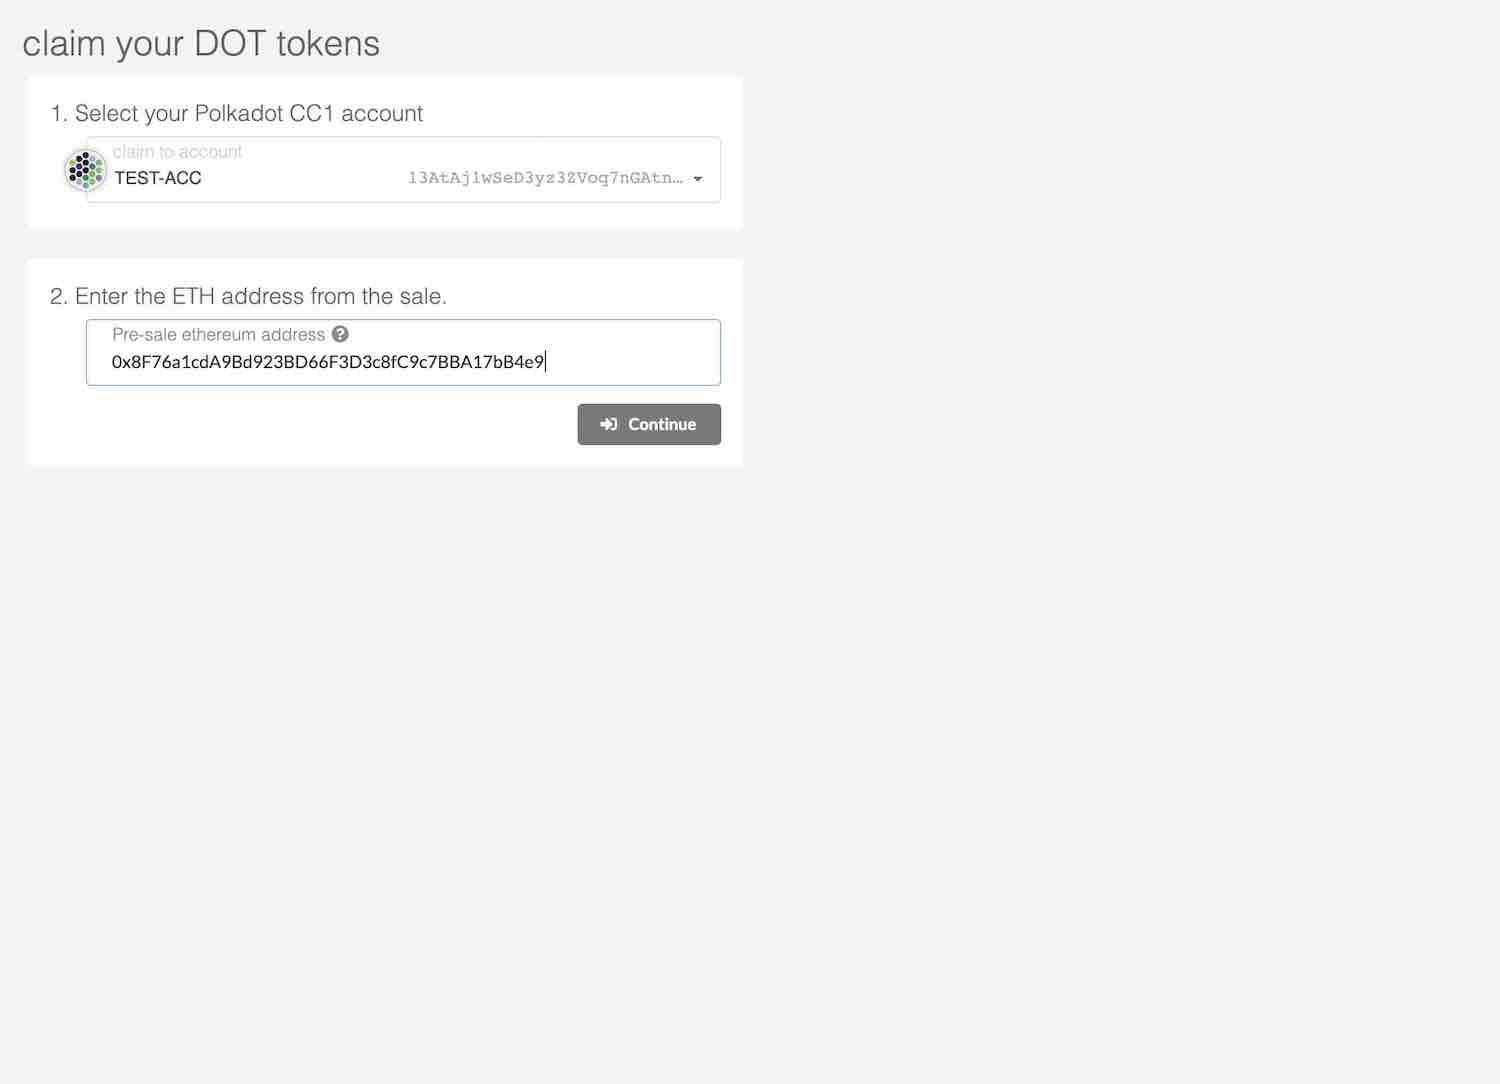 claim your DOT tokens
1. Select your Polkadot CC1 account
claim to account
TEST-ACC 13AtAj1wSeD3yz3ZVoq7nGAtn…
2. Enter the ETH address from the sale.
Pre-sale ethereum address ?
0x8F76a1cdA9Bd923BD66F3D3c8fC9c7BBA17bB4e9
Continue